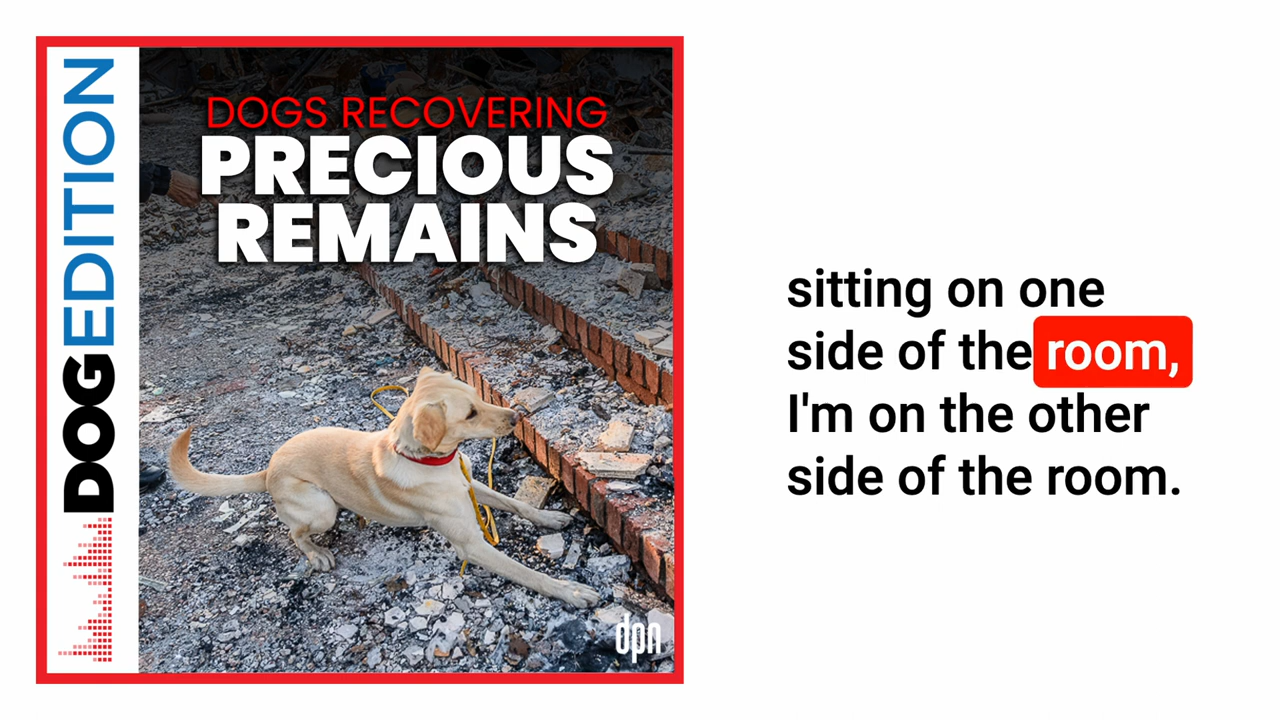 DOGEDITION
DOGS RECOVERING
PRECIOUS
REMAINS
dpn
sitting on one
side of the room,
I'm on the other
side of the room.